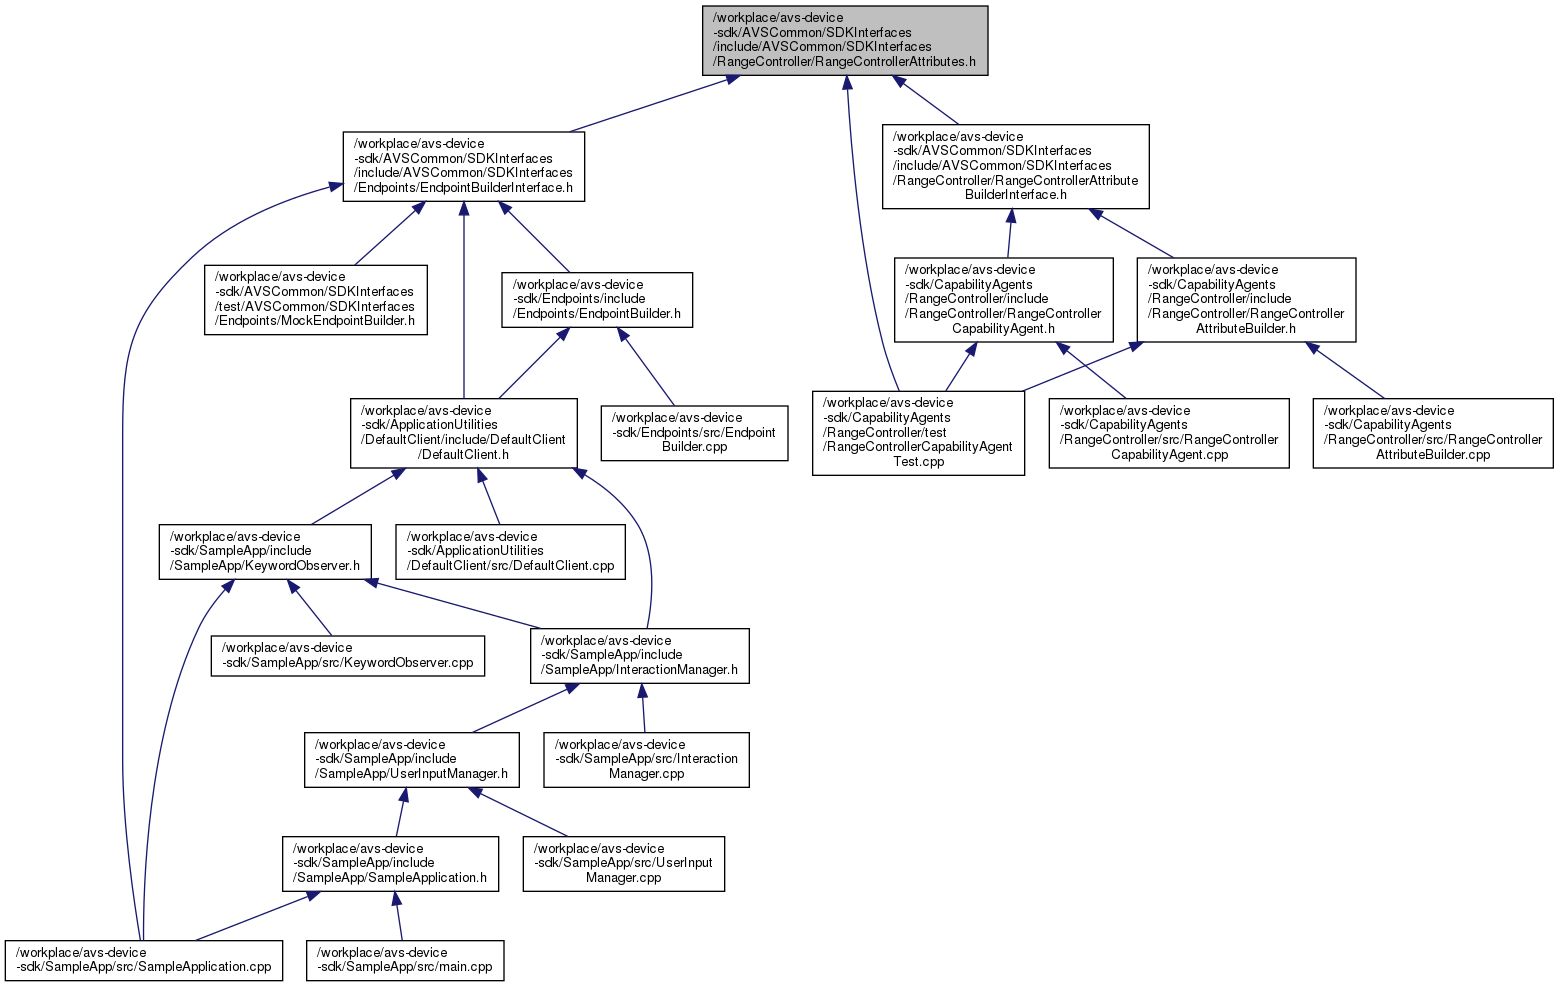 /workplace/avs-device
-sdk/AVSCommon/SDKInterfaces
/include/AVSCommon/SDKInterfaces
/RangeController/RangeControllerAttributes.h
/workplace/avs-device
-sdk/AVSCommon/SDKInterfaces
/include/AVSCommon/SDKInterfaces
/Endpoints/EndpointBuilderInterface.h
/workplace/avs-device
-sdk/AVSCommon/SDKInterfaces
/include/AVSCommon/SDKInterfaces
/RangeController/RangeControllerAttribute
BuilderInterface.h
/workplace/avs-device
-sdk/AVSCommon/SDKInterfaces
/test/AVSCommon/SDKInterfaces
/Endpoints/MockEndpointBuilder.h
/workplace/avs-device
-sdk/Endpoints/include
/Endpoints/EndpointBuilder.h
/workplace/avs-device
-sdk/CapabilityAgents
/RangeController/include
/RangeController/RangeController
CapabilityAgent.h
/workplace/avs-device
-sdk/CapabilityAgents
/RangeController/include
/RangeController/RangeController
AttributeBuilder.h
/workplace/avs-device
-sdk/ApplicationUtilities
/DefaultClient/include/DefaultClient
/DefaultClient.h
/workplace/avs-device
-sdk/Endpoints/src/Endpoint
Builder.cpp
/workplace/avs-device
-sdk/CapabilityAgents
/RangeController/test
/RangeControllerCapabilityAgent
Test.cpp
/workplace/avs-device
-sdk/CapabilityAgents
/RangeController/src/RangeController
CapabilityAgent.cpp
/workplace/avs-device
-sdk/CapabilityAgents
/RangeController/src/RangeController
AttributeBuilder.cpp
/workplace/avs-device
-sdk/SampleApp/include
/SampleApp/KeywordObserver.h
/workplace/avs-device
-sdk/ApplicationUtilities
/DefaultClient/src/DefaultClient.cpp
/workplace/avs-device
-sdk/SampleApp/src/KeywordObserver.cpp
/workplace/avs-device
-sdk/SampleApp/include
/SampleApp/InteractionManager.h
/workplace/avs-device
-sdk/SampleApp/include
/SampleApp/UserInputManager.h
/workplace/avs-device
-sdk/SampleApp/src/Interaction
Manager.cpp
/workplace/avs-device
-sdk/SampleApp/include
/SampleApp/SampleApplication.h
/workplace/avs-device
-sdk/SampleApp/src/UserInput
Manager.cpp
/workplace/avs-device
-sdk/SampleApp/src/SampleApplication.cpp
/workplace/avs-device
-sdk/SampleApp/src/main.cpp